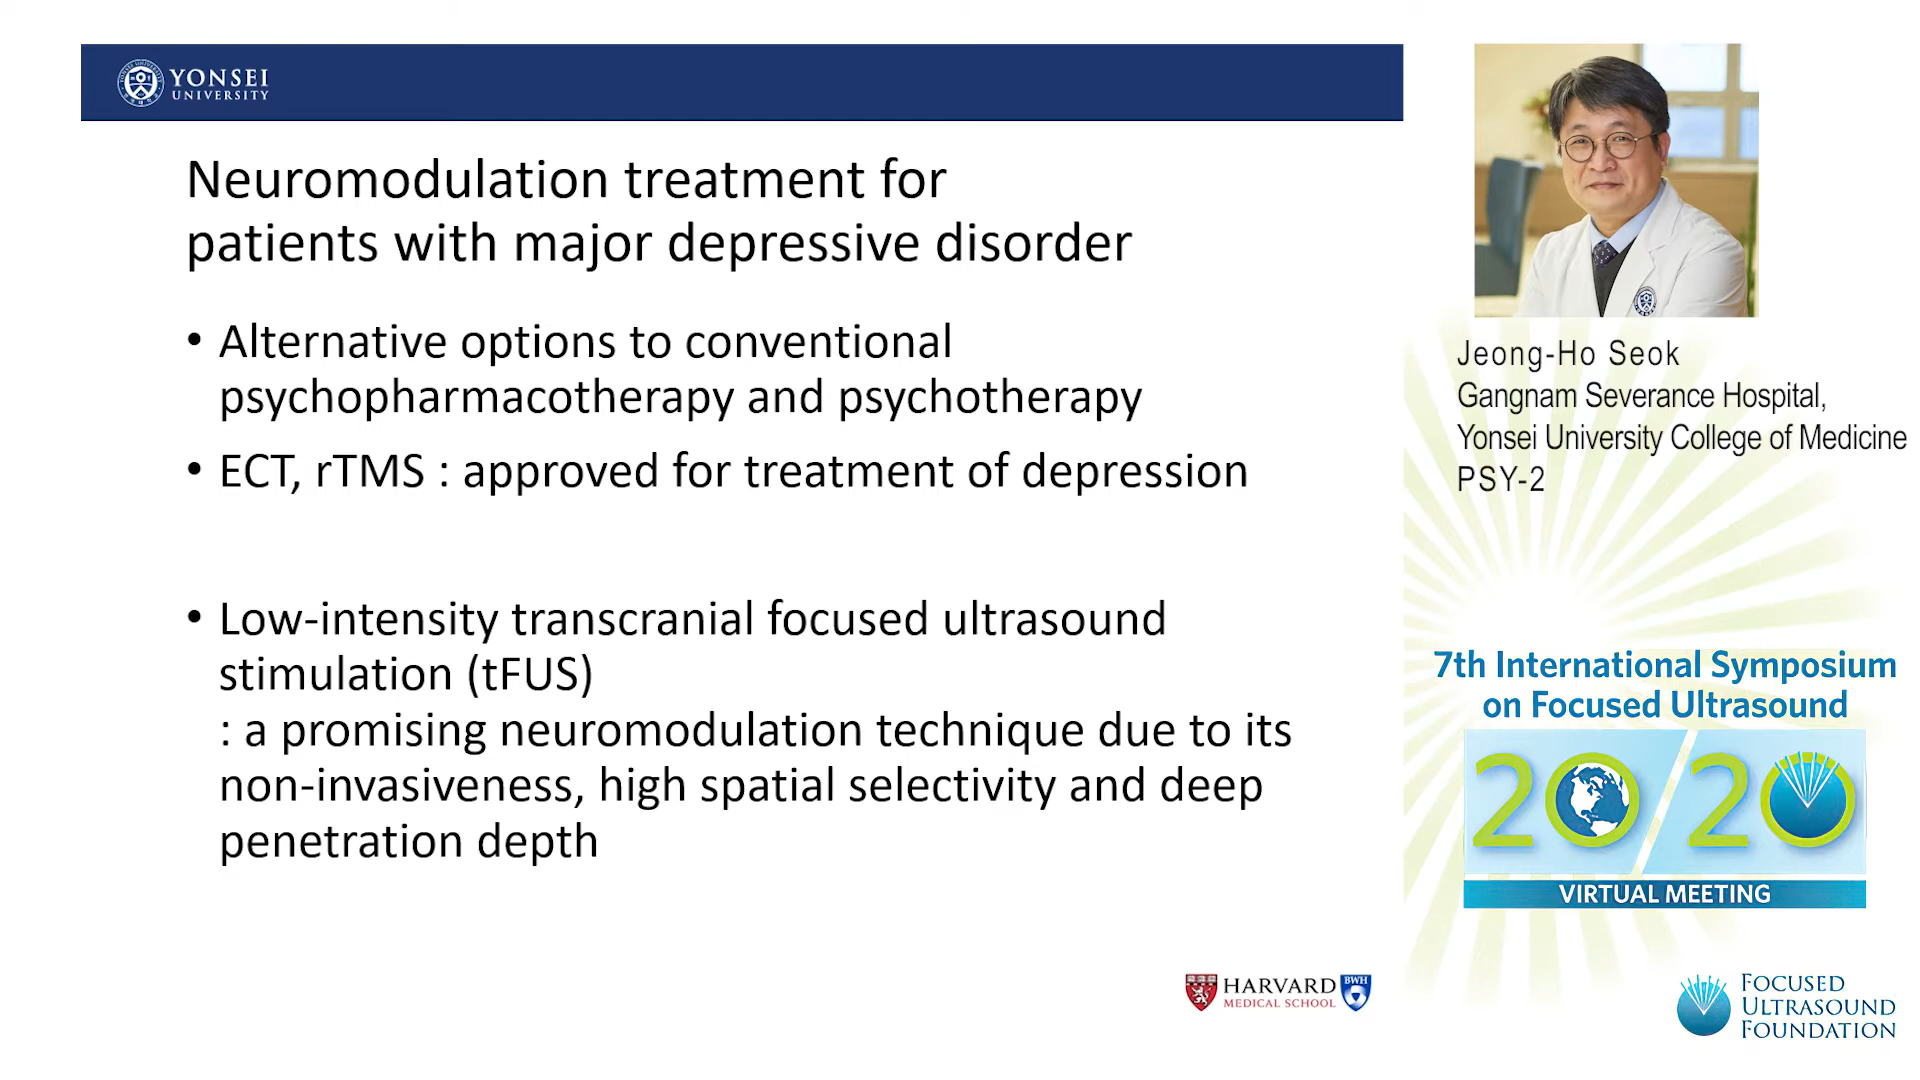 YONSEI
UNIVERSITY
Neuromodulation treatment for
patients with major depressive disorder
• Alternative options to conventional
psychopharmacotherapy and psychotherapy
• ECT, rTMS : approved for treatment of depression
• Low-intensity transcranial focused ultrasound
stimulation (tFUS)
: a promising neuromodulation technique due to its
non-invasiveness, high spatial selectivity and deep
penetration depth
HARVARD
MEDICAL SCHOOL
BWH
Jeong-Ho Seok
Gangnam Severance Hospital,
Yonsei University College of Medicine
PSY-2
7th International Symposium
on Focused Ultrasound
20/20
VIRTUAL MEETING
FOCUSED
ULTRASOUND
FOUNDATION